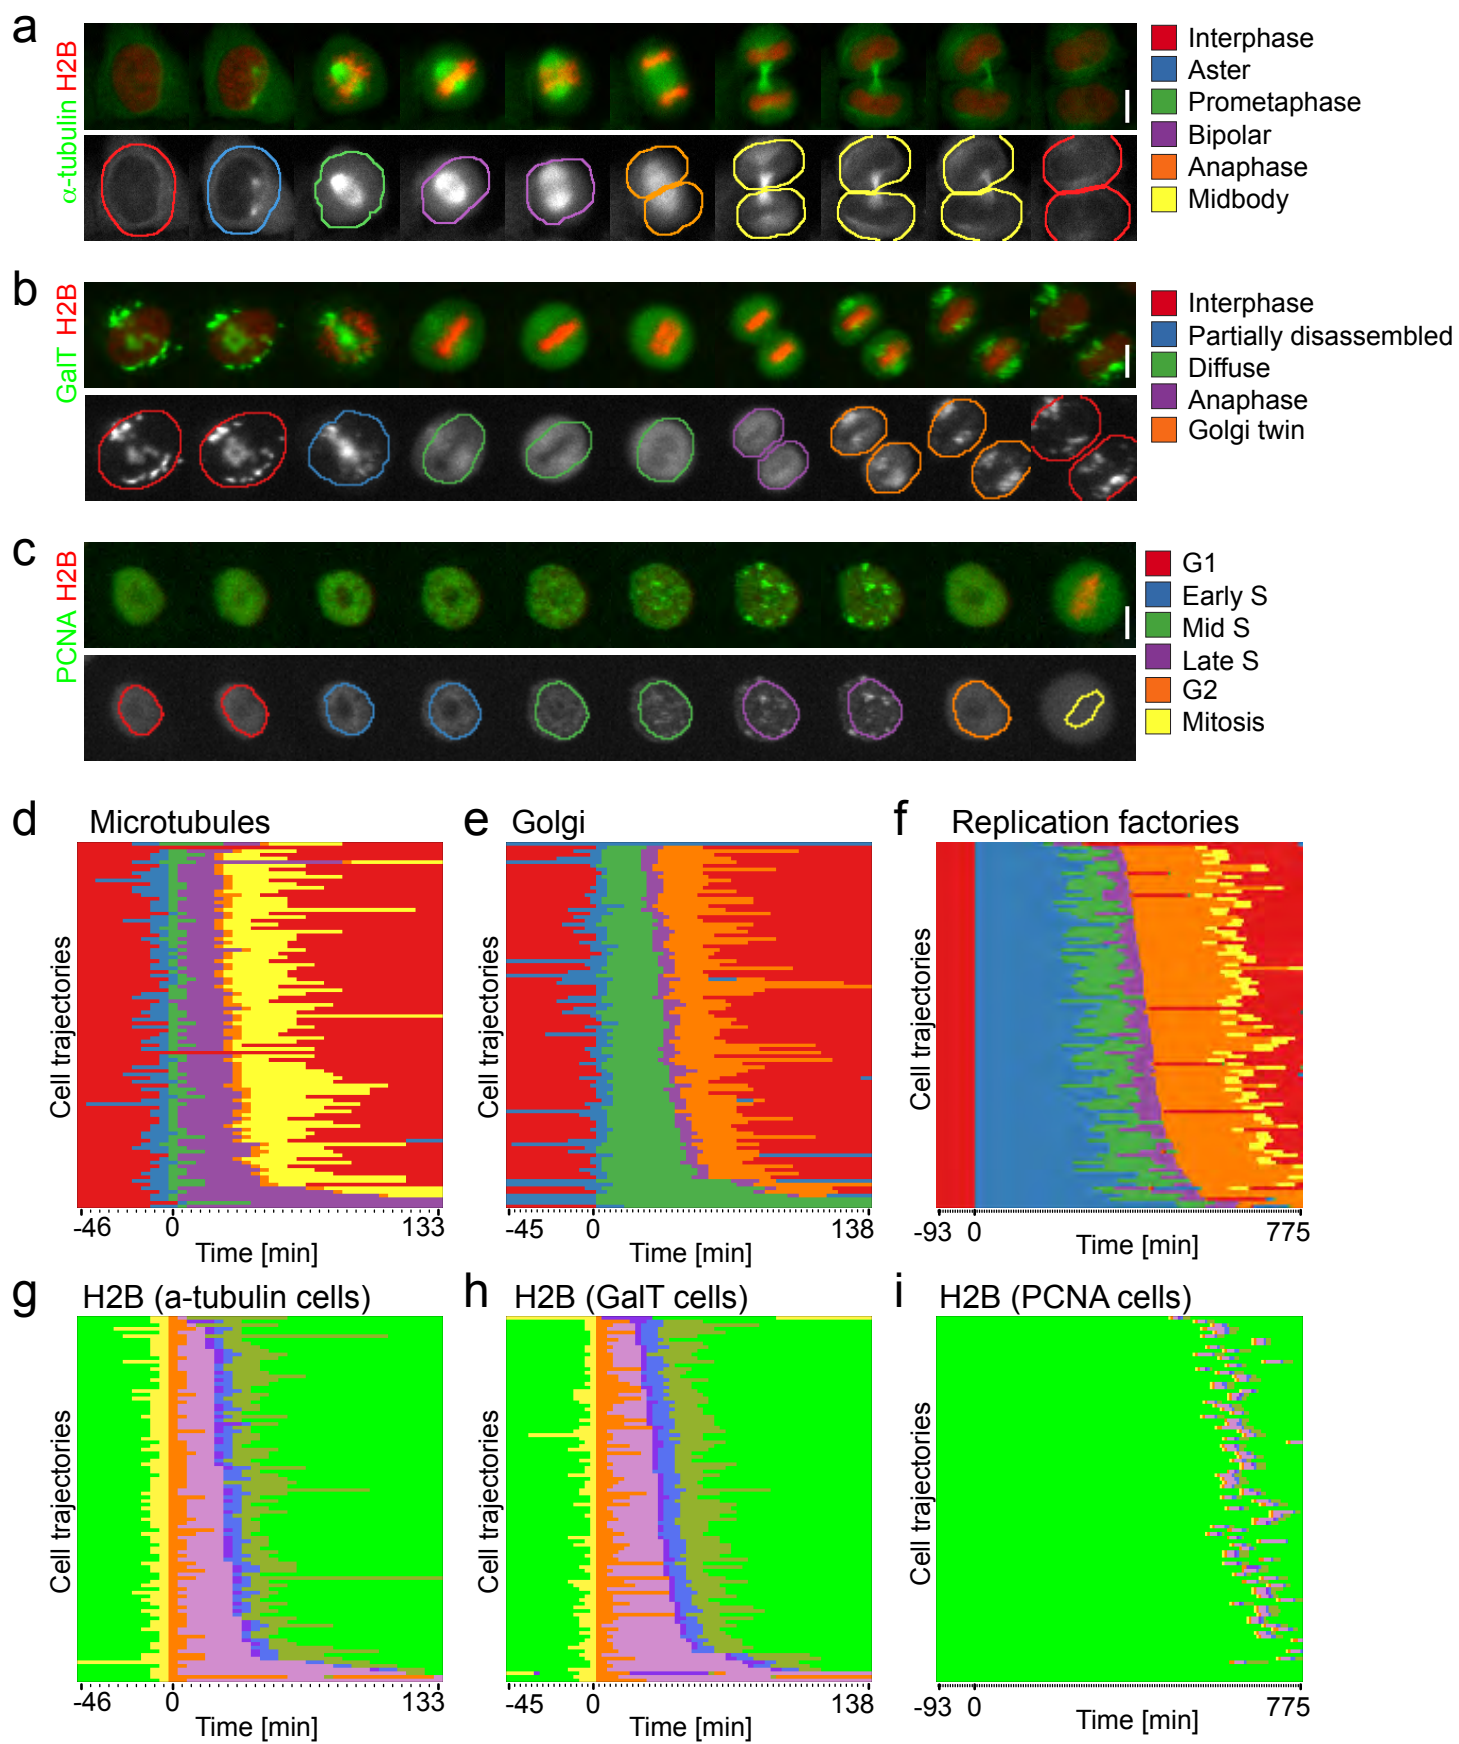 a
α-tubulin H2B
Interphase
Aster
Prometaphase
Bipolar
Anaphase
Midbody
b
GalT H2B
Interphase
Partially disassembled
Diffuse
Anaphase
Golgi twin
c
PCNA H2B
G1
Early S
Mid S
Late S
G2
Mitosis
d Microtubules
Cell trajectories
-46 0 133
Time [min]
e Golgi
Cell trajectories
-45 0 138
Time [min]
f Replication factories
Cell trajectories
-93 0 775
Time [min]
g H2B (a-tubulin cells)
Cell trajectories
-46 0 133
Time [min]
h H2B (GalT cells)
Cell trajectories
-45 0 138
Time [min]
i H2B (PCNA cells)
Cell trajectories
-93 0 775
Time [min]